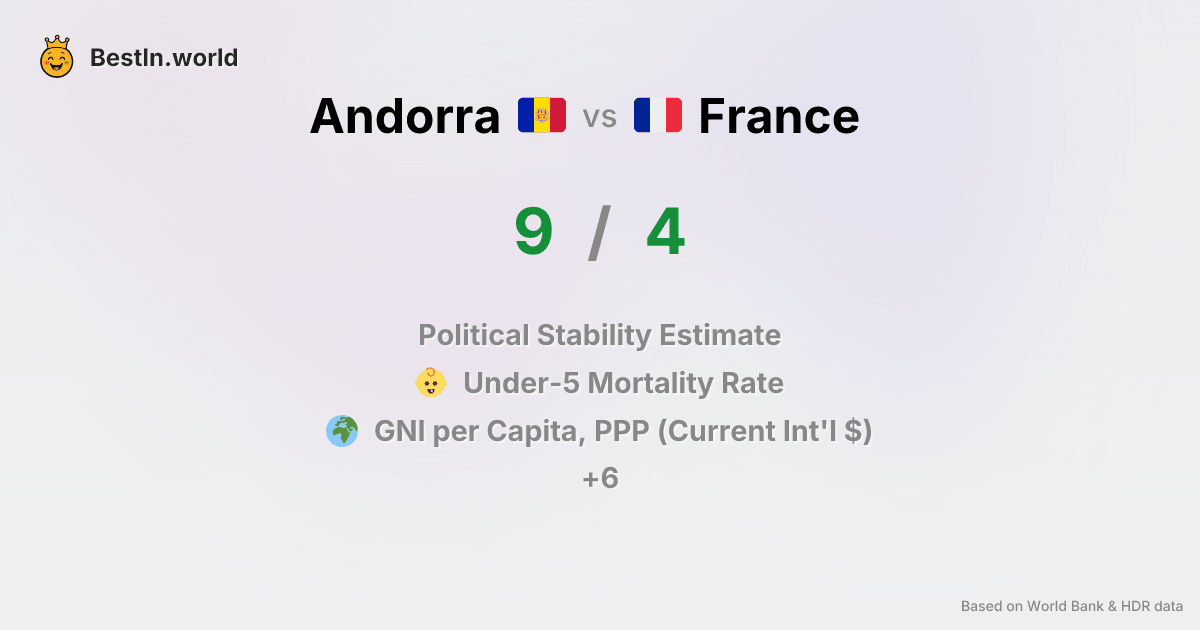 BestIn.world
Andorra vs France
9 / 4
Political Stability Estimate
Under-5 Mortality Rate
GNI per Capita, PPP (Current Int'l $)
+6
Based on World Bank & HDR data